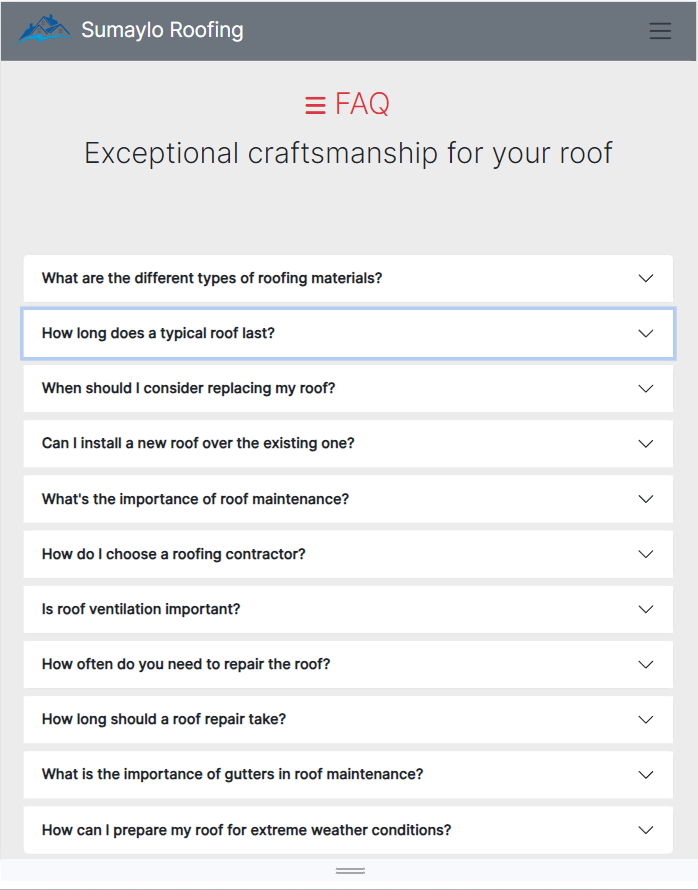 Sumaylo Roofing
FAQ
Exceptional craftsmanship for your roof
What are the different types of roofing materials?
How long does a typical roof last?
When should I consider replacing my roof?
Can I install a new roof over the existing one?
What's the importance of roof maintenance?
How do I choose a roofing contractor?
Is roof ventilation important?
How often do you need to repair the roof?
How long should a roof repair take?
What is the importance of gutters in roof maintenance?
How can I prepare my roof for extreme weather conditions?